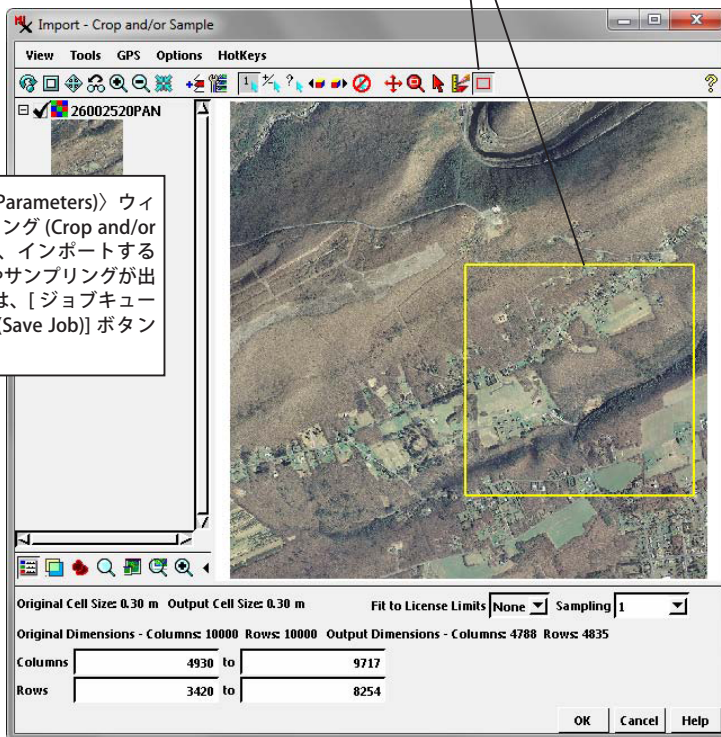 Import - Crop and/or Sample
View Tools GPS Options HotKeys
26002520PAN
Parameters)〉ウィ
ング (Crop and/or
、インポートする
やサンプリングが出
は、[ ジョブキュー
(Save Job)] ボタン
Original Cell Size: 0.30 m Output Cell Size: 0.30 m Fit to License Limits None Sampling 1
Original Dimensions - Columns: 10000 Rows: 10000 Output Dimensions - Columns: 4788 Rows: 4835
Columns 4930 to 9717
Rows 3420 to 8254
OK Cancel Help